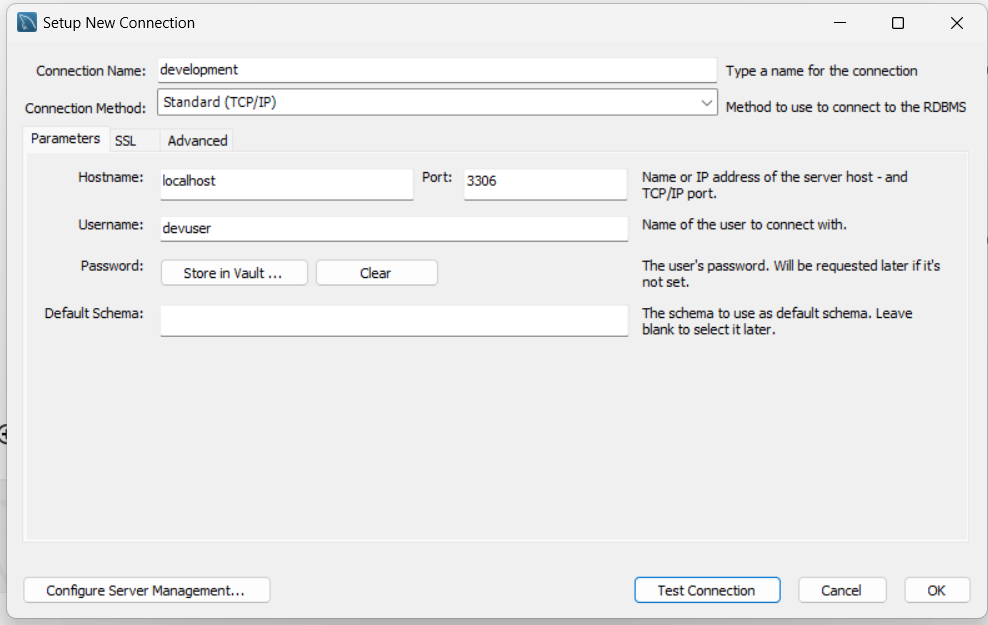 Setup New Connection
Connection Name: development Type a name for the connection
Connection Method: Standard (TCP/IP) Method to use to connect to the RDBMS
Parameters SSL Advanced
Hostname: localhost Port: 3306 Name or IP address of the server host - and
TCP/IP port.
Username: devuser Name of the user to connect with.
Password: Store in Vault ... Clear The user's password. Will be requested later if it's
not set.
Default Schema: The schema to use as default schema. Leave
blank to select it later.
Configure Server Management... Test Connection Cancel OK